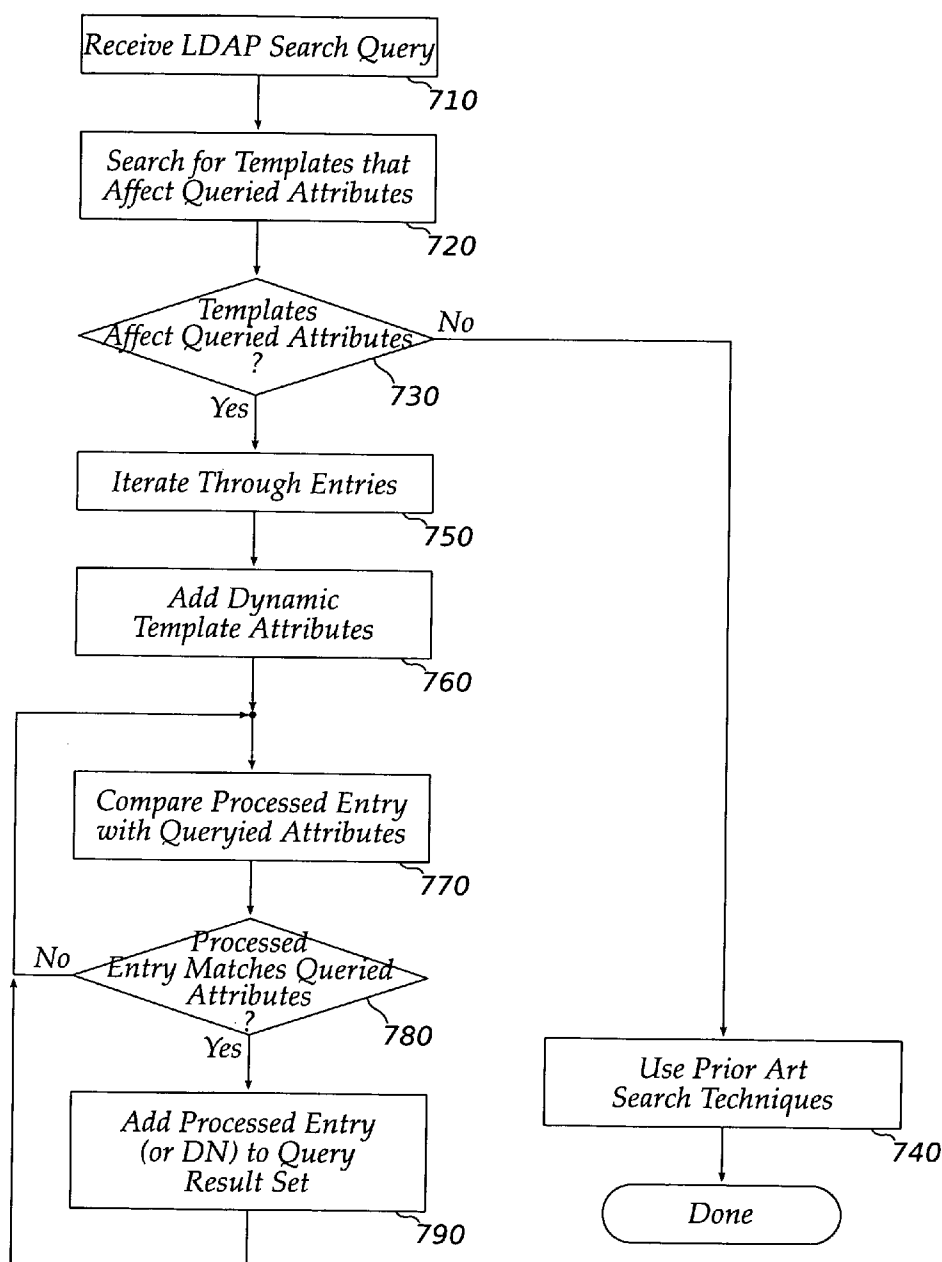 Receive LDAP Search Query
710
Search for Templates that
Affect Queried Attributes
720
Templates
Affect Queried Attributes
?
No
730
Yes
Iterate Through Entries
750
Add Dynamic
Template Attributes
760
Compare Processed Entry
with Queryied Attributes
770
Processed
Entry Matches Queried
Attributes
?
No
780
Yes
Add Processed Entry
(or DN) to Query
Result Set
790
Use Prior Art
Search Techniques
740
Done